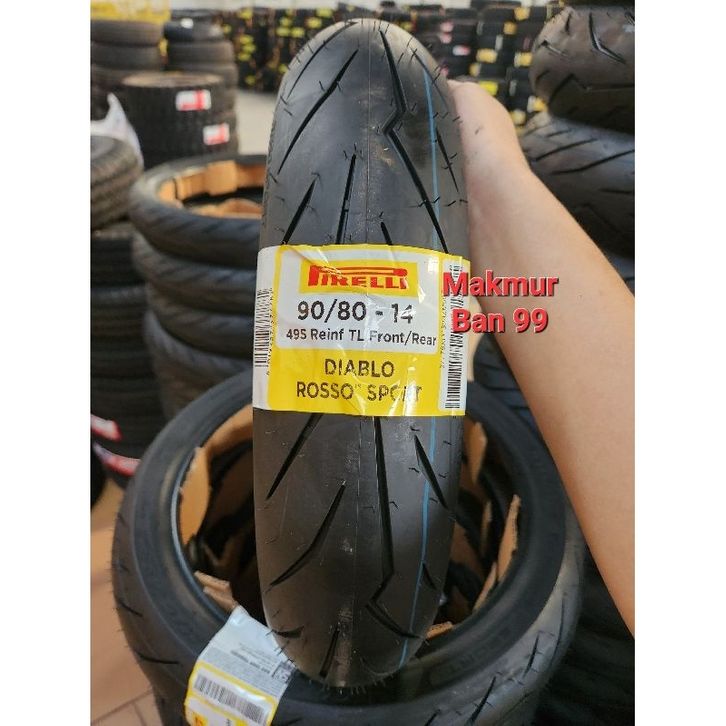 PIRELLI
90/80 - 14
49S Reinf TL Front/Rear
DIABLO
ROSSO™ SPORT
Makmur
Ban 99